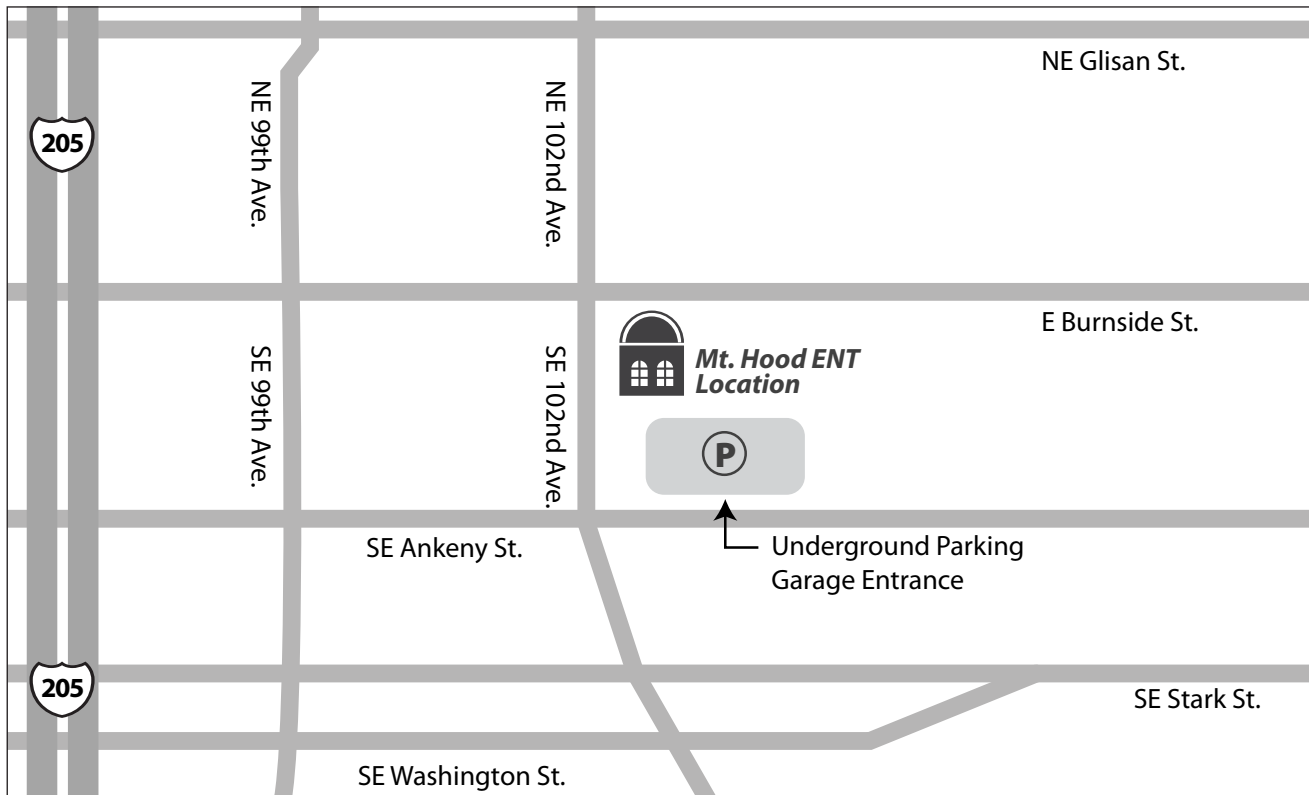 NE Glisan St.
205
NE 99th Ave.
NE 102nd Ave.
E Burnside St.
SE 99th Ave.
SE 102nd Ave.
Mt. Hood ENT
Location
P
SE Ankeny St.
Underground Parking
Garage Entrance
205
SE Stark St.
SE Washington St.